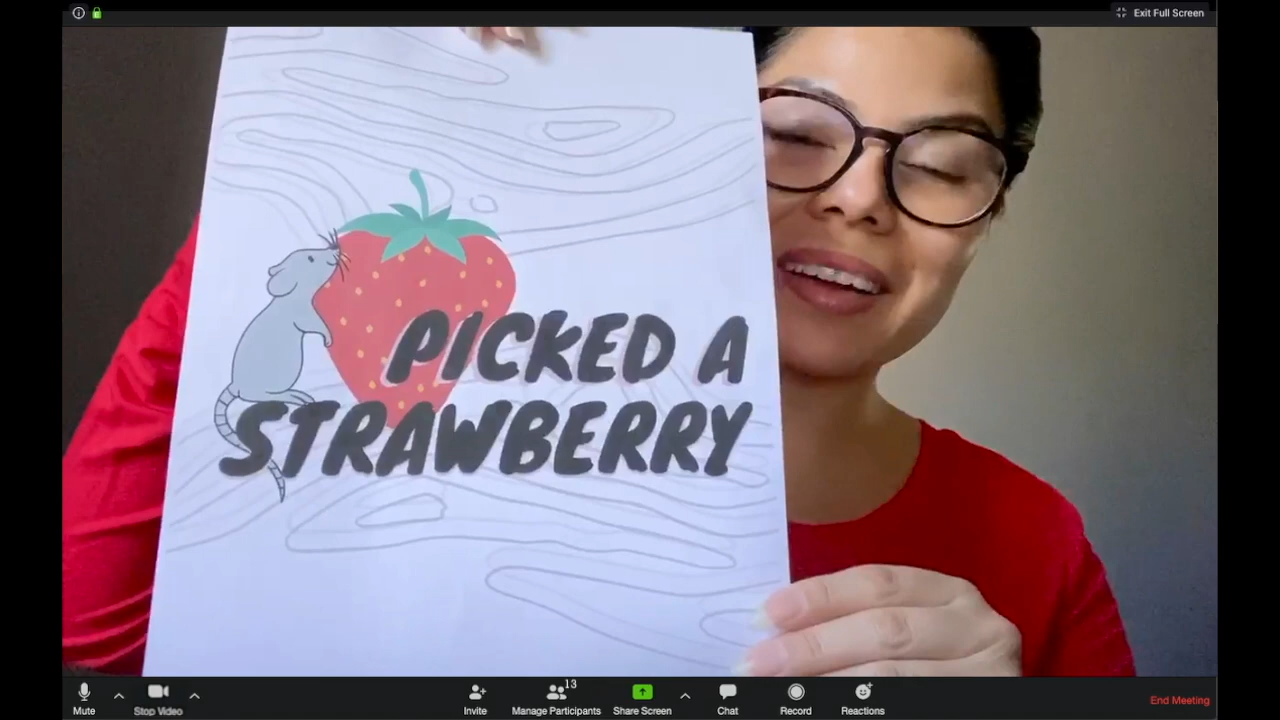 Exit Full Screen
PICKED A
STRAWBERRY
13
Mute
Stop Video
Invite
Manage Participants
Share Screen
Chat
Record
Reactions
End Meeting